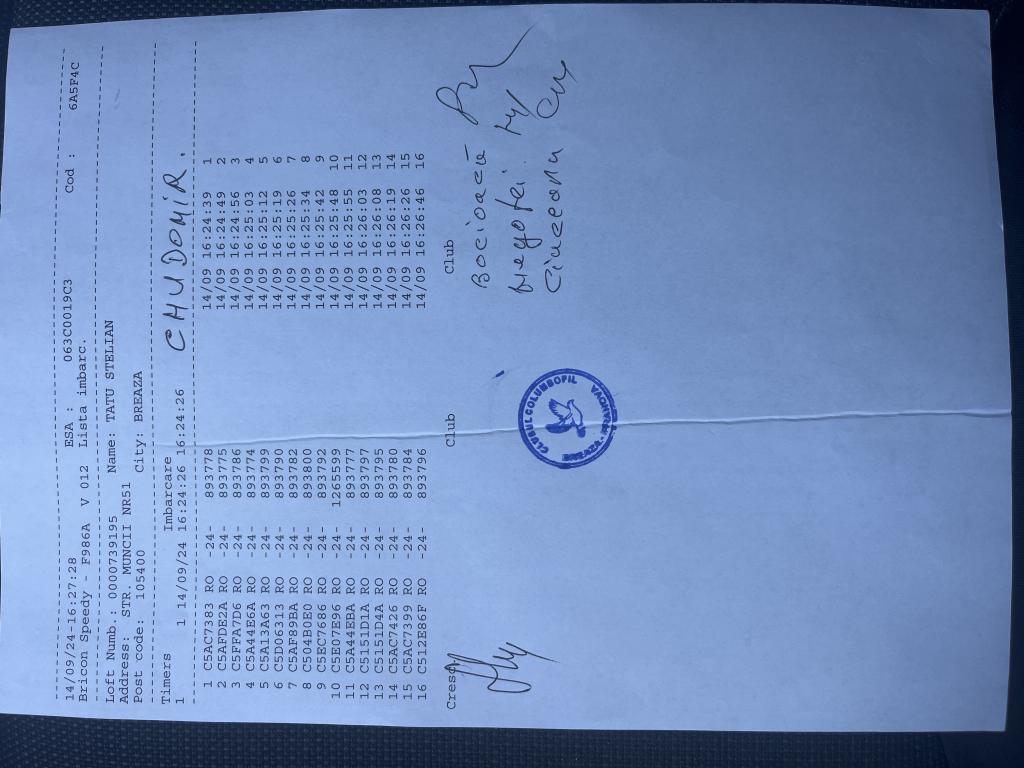 14/09/24-16:27:28 ESA : 063C0019C3 Cod : 6A5F4C
Bricon Speedy - F986A V 012 Lista imbarc.
Loft Numb.: 0000739195 Name: TATU STELIAN
Address: STR. MUNCII NR51
Post code: 105400 City: BREAZA
Timers Imbarcare
1 1 14/09/24 16:24:26 16:24:26 CHUDOMIR.
1 C5AC7383 RO -24- 893778 14/09 16:24:39 1
2 C5AFDE2A RO -24- 893775 14/09 16:24:49 2
3 C5FFA7D6 RO -24- 893786 14/09 16:24:56 3
4 C5A44E6A RO -24- 893774 14/09 16:25:03 4
5 C5A13A63 RO -24- 893799 14/09 16:25:12 5
6 C5D06313 RO -24- 893790 14/09 16:25:19 6
7 C5AF89BA RO -24- 893782 14/09 16:25:26 7
8 C504B0E0 RO -24- 893800 14/09 16:25:34 8
9 C5EC7686 RO -24- 893792 14/09 16:25:42 9
10 C5E07E96 RO -24- 1265599 14/09 16:25:48 10
11 C5A44EBA RO -24- 893777 14/09 16:25:55 11
12 C5151D1A RO -24- 893797 14/09 16:26:03 12
13 C5151D4A RO -24- 893795 14/09 16:26:08 13
14 C5AC7426 RO -24- 893780 14/09 16:26:19 14
15 C5AC7399 RO -24- 893784 14/09 16:26:26 15
16 C512E86F RO -24- 893796 14/09 16:26:46 16
Club Club
CLUBUL COLUMBOFIL
BREAZA